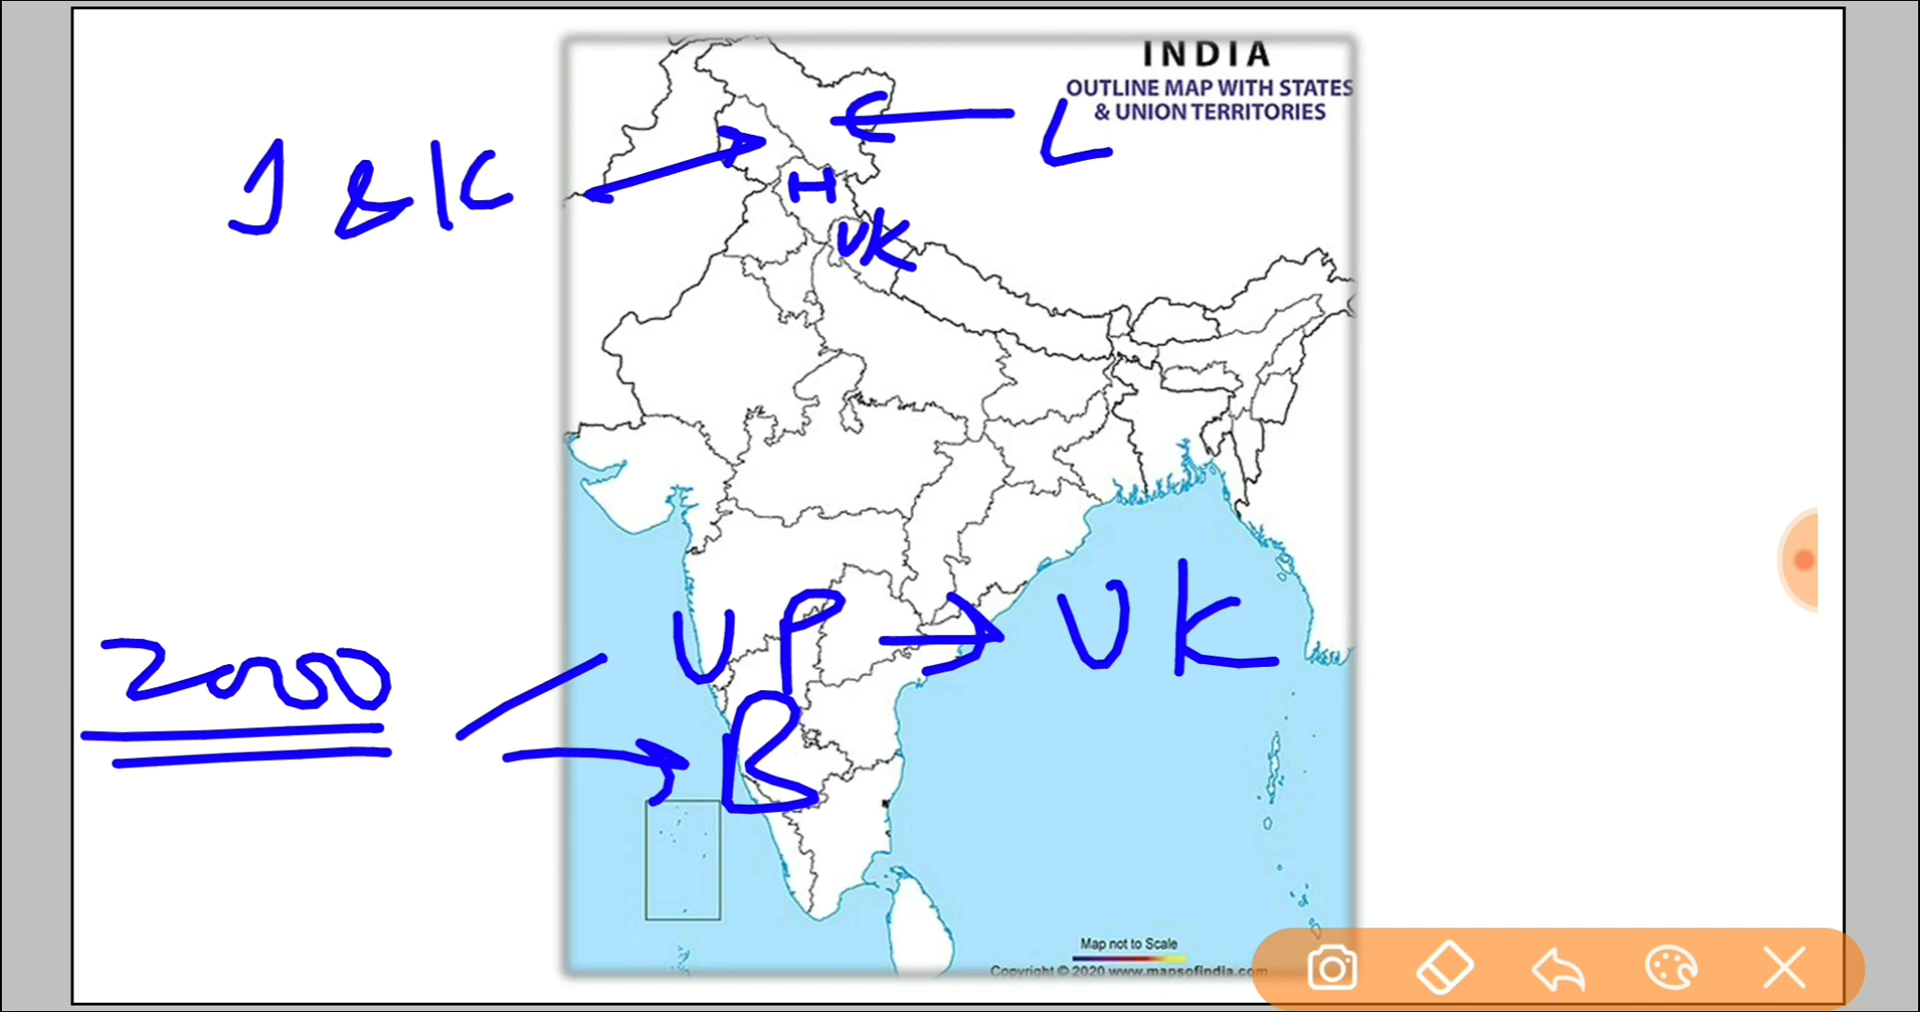 INDIA
OUTLINE MAP WITH STATES
& UNION TERRITORIES
L
J & K
H
UK
UP → UK
2000
B
Map not to Scale
Copyright © 2020 www.mapsofindia.com